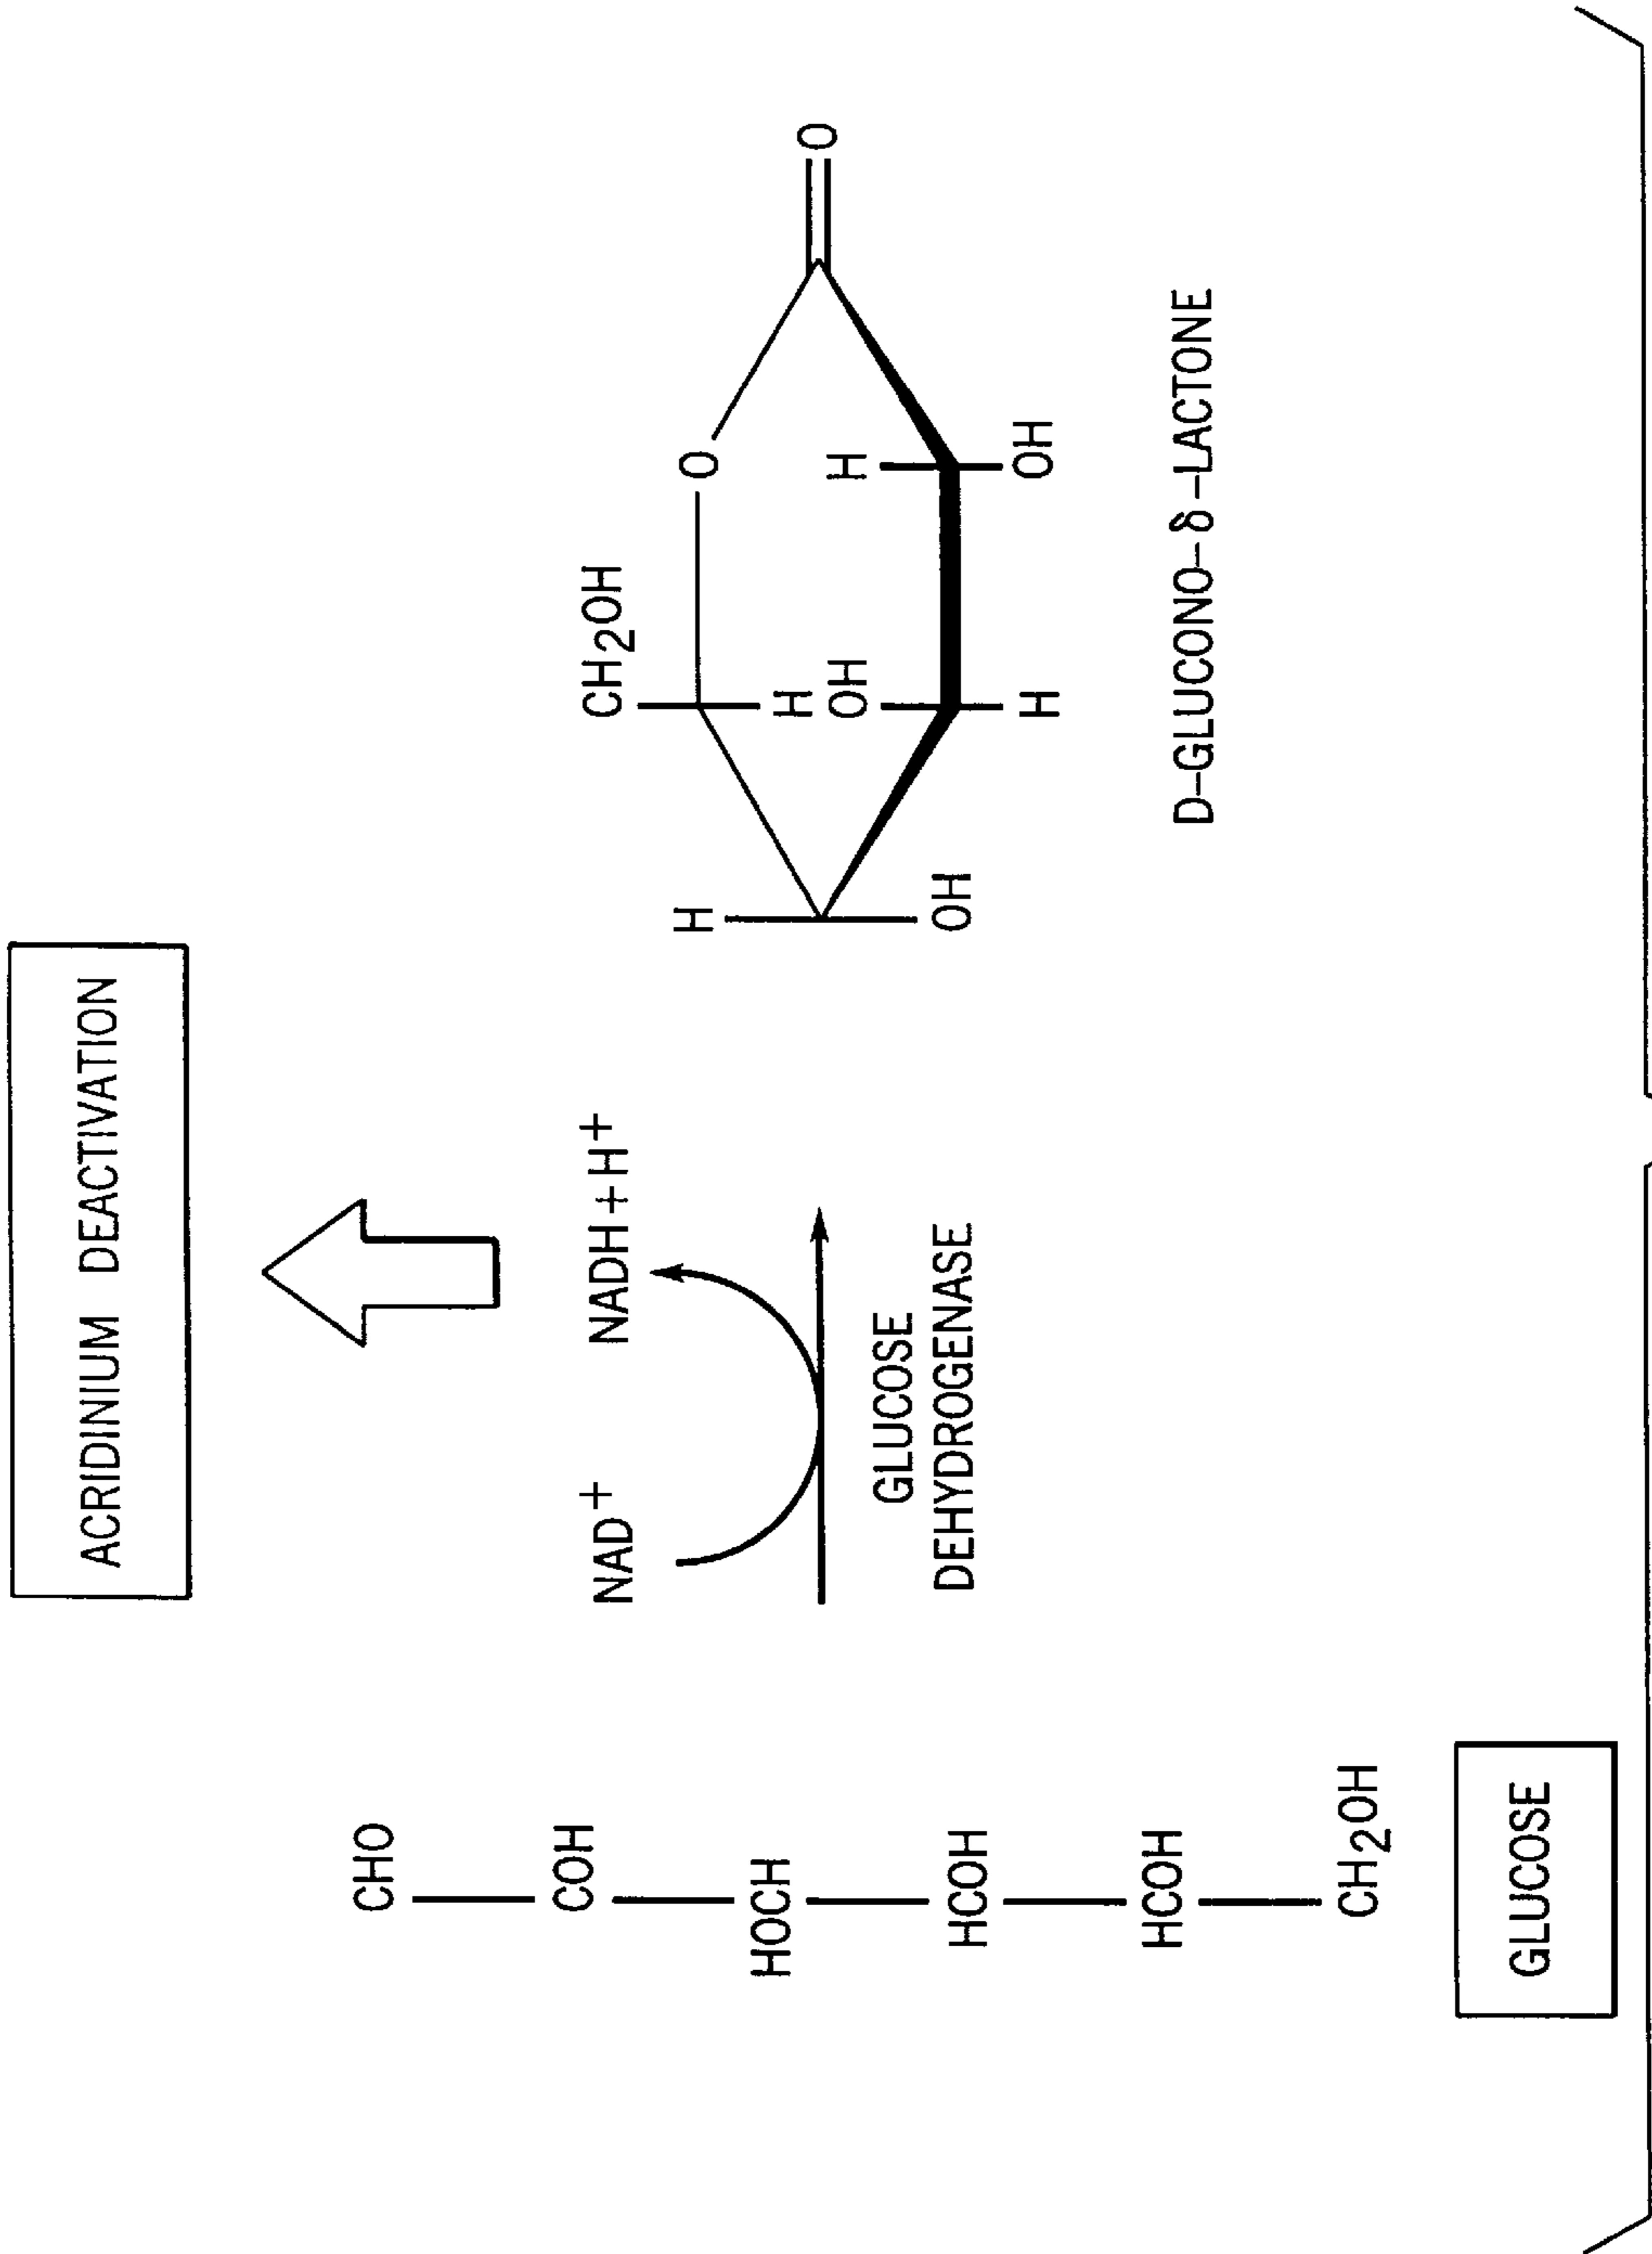 ACRIDINIUM DEACTIVATION
NAD+
NADH+H+
GLUCOSE
DEHYDROGENASE
CHO
COH
HOCH
HCOH
HCOH
CH2OH
GLUCOSE
CH2OH
O
O
H
H
OH
H
OH
H
OH
D-GLUCONO-δ-LACTONE